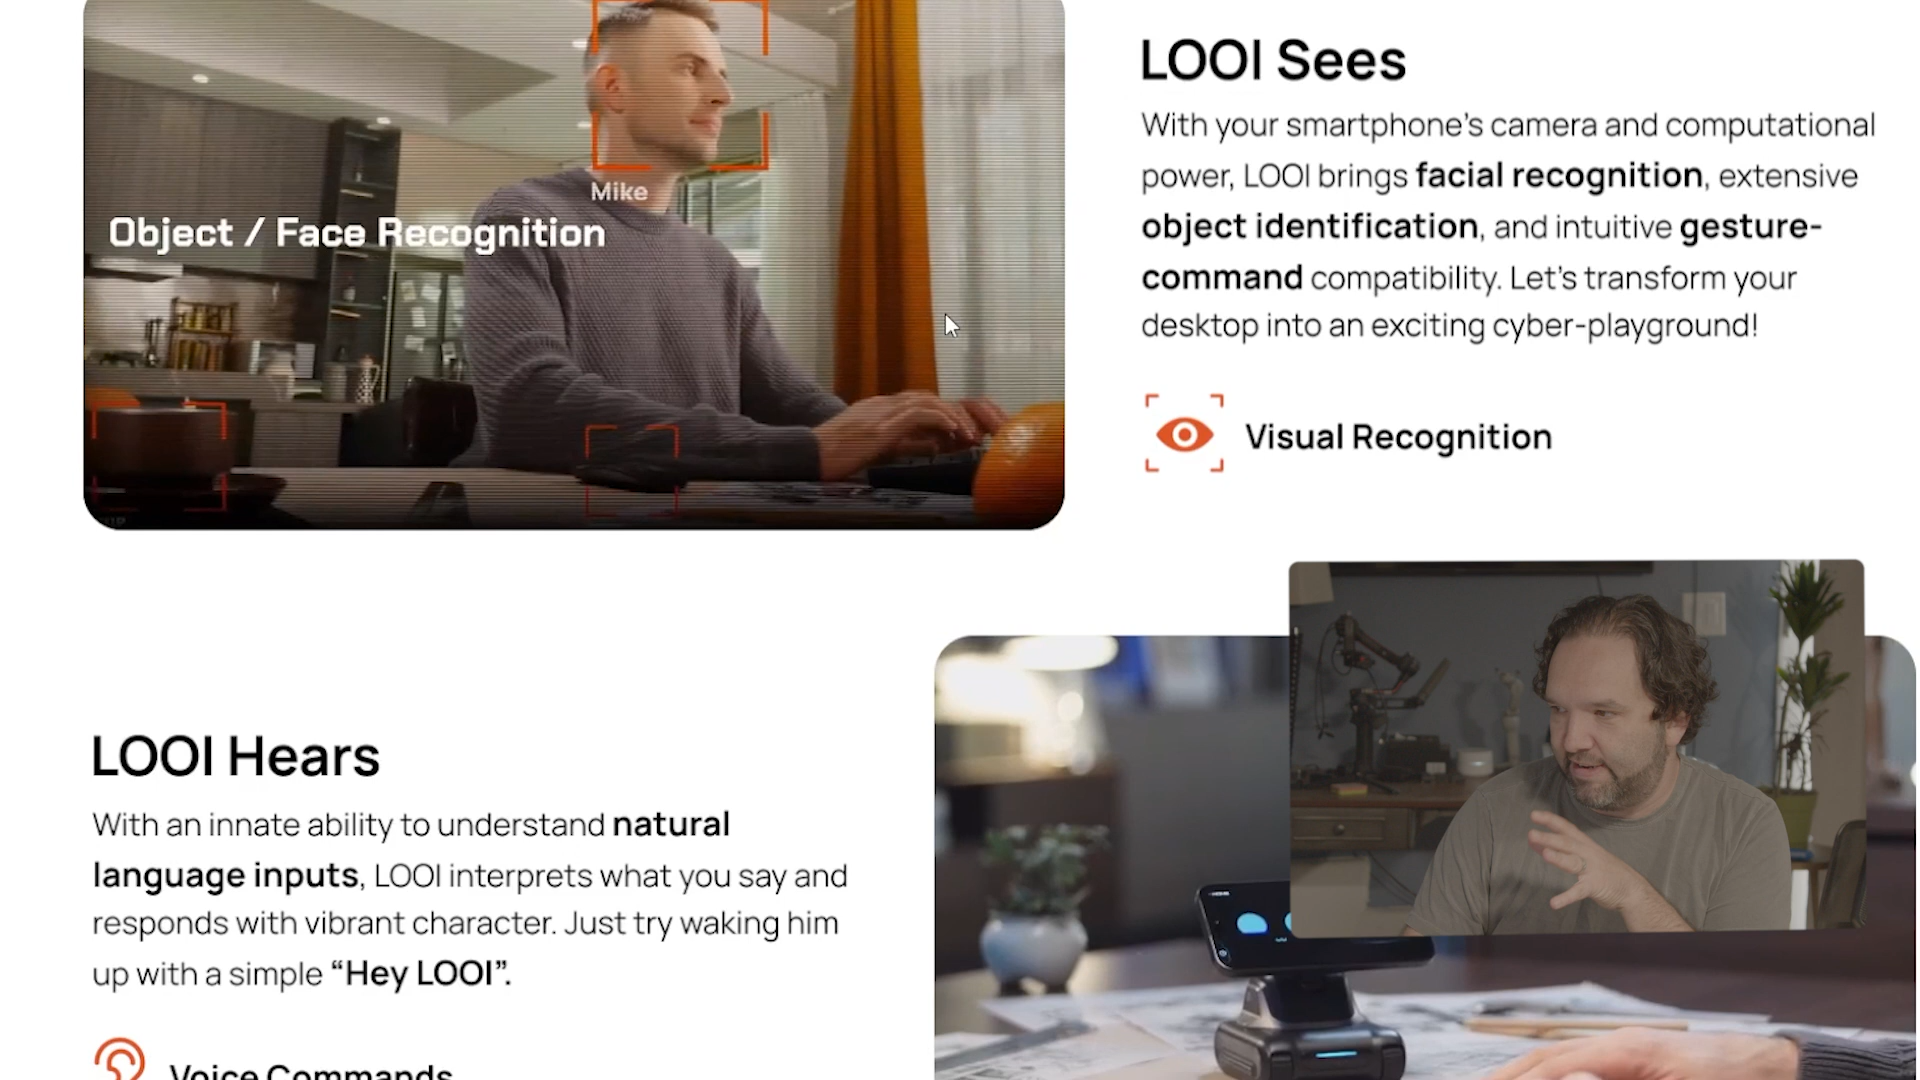 LOOI Sees
With your smartphone’s camera and computational
power, LOOI brings facial recognition, extensive
object identification, and intuitive gesture-
command compatibility. Let’s transform your
desktop into an exciting cyber-playground!
Visual Recognition
Mike
Object / Face Recognition
LOOI Hears
With an innate ability to understand natural
language inputs, LOOI interprets what you say and
responds with vibrant character. Just try waking him
up with a simple “Hey LOOI”.
Voice Commands